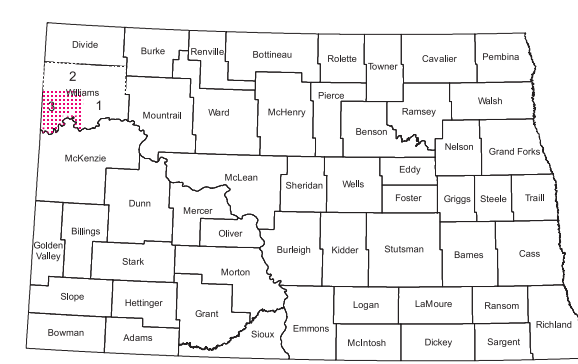 Divide
Burke
Renville
Bottineau
Rolette
Towner
Cavalier
Pembina
2
Williams
3
1
Mountrail
Ward
McHenry
Pierce
Benson
Ramsey
Walsh
Nelson
Grand Forks
McKenzie
McLean
Sheridan
Wells
Eddy
Foster
Griggs
Steele
Traill
Dunn
Mercer
Oliver
Golden
Valley
Billings
Stark
Morton
Burleigh
Kidder
Stutsman
Barnes
Cass
Slope
Hettinger
Grant
Sioux
Emmons
Logan
LaMoure
Ransom
Richland
Bowman
Adams
McIntosh
Dickey
Sargent